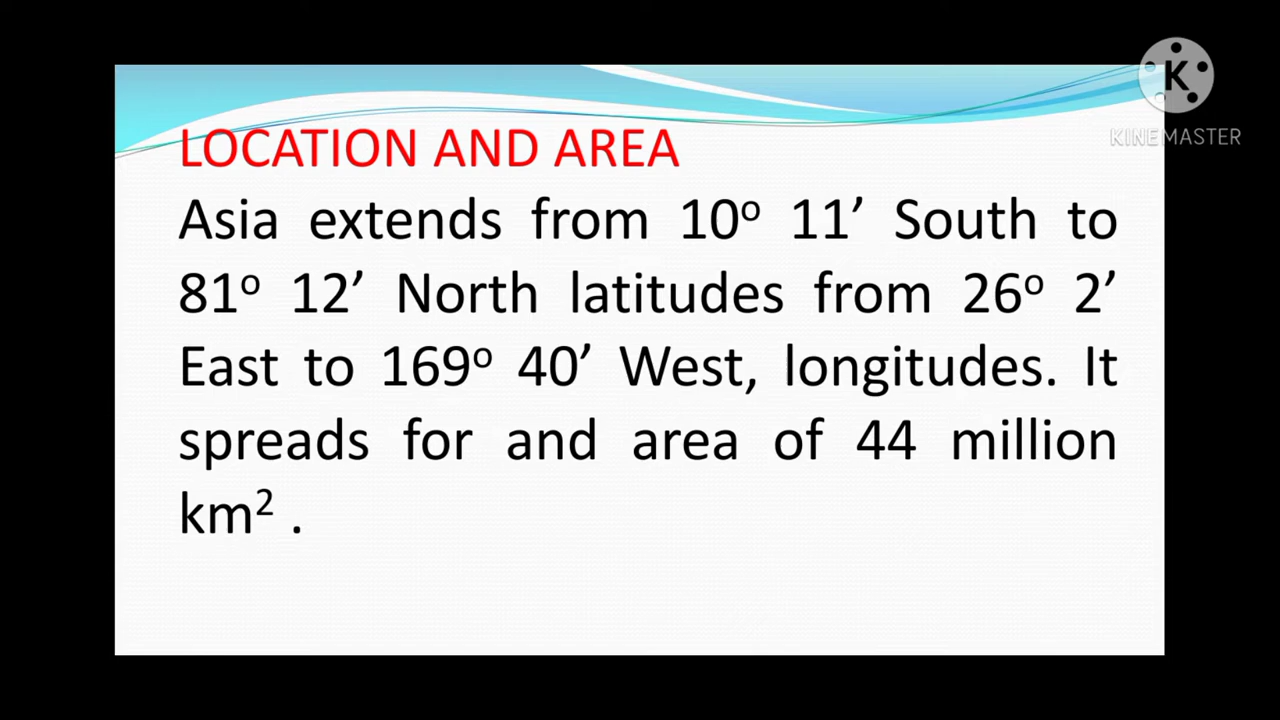 K
KINEMASTER
LOCATION AND AREA
Asia extends from 10º 11’ South to
81º 12’ North latitudes from 26º 2’
East to 169º 40’ West, longitudes. It
spreads for and area of 44 million
km² .